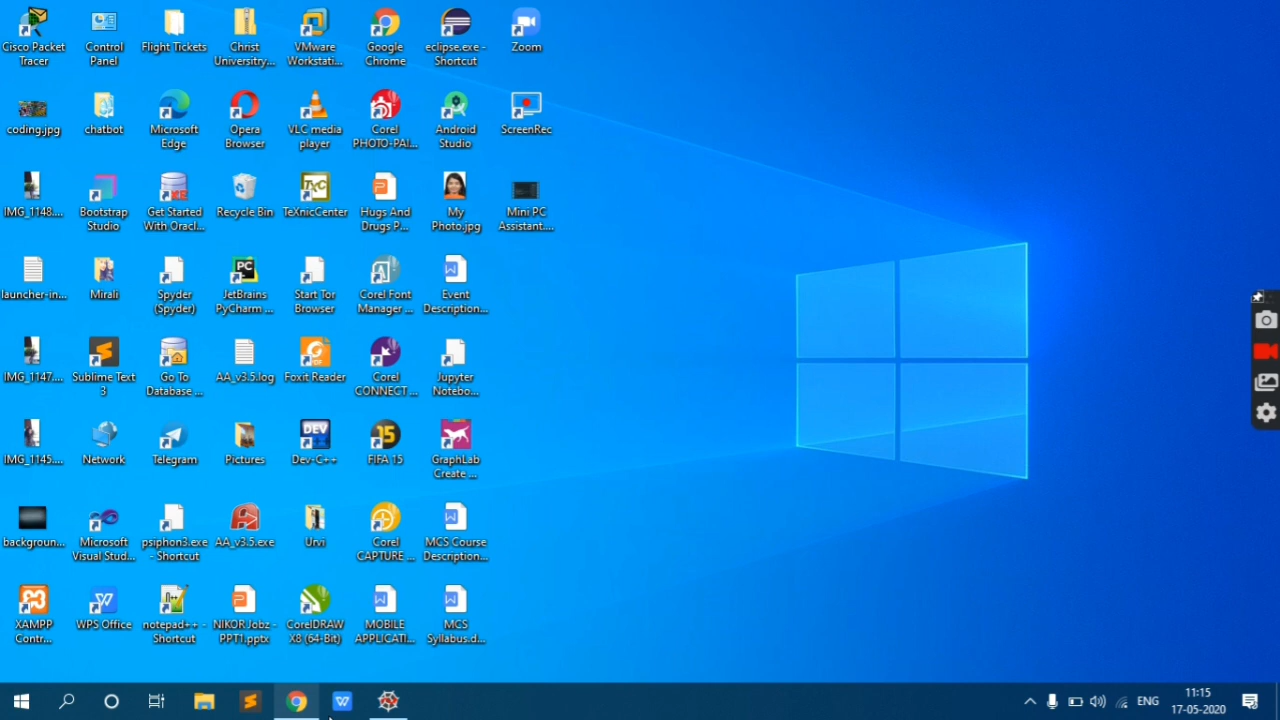 Cisco Packet
Tracer
Control
Panel
Flight Tickets
Christ
Universitry...
VMware
Workstati...
Google
Chrome
eclipse.exe -
Shortcut
Zoom
coding.jpg
chatbot
Microsoft
Edge
Opera
Browser
VLC media
player
Corel
PHOTO-PAI...
Android
Studio
ScreenRec
IMG_1148....
Bootstrap
Studio
Get Started
With Oracl...
Recycle Bin
TeXnicCenter
Hugs And
Drugs P...
My
Photo.jpg
Mini PC
Assistant....
launcher-in...
Mirali
Spyder
(Spyder)
JetBrains
PyCharm ...
Start Tor
Browser
Corel Font
Manager ...
Event
Description...
IMG_1147....
Sublime Text
3
Go To
Database ...
AA_v3.5.log
Foxit Reader
Corel
CONNECT ...
Jupyter
Notebo...
IMG_1145....
Network
Telegram
Pictures
Dev-C++
FIFA 15
GraphLab
Create ...
backgroun...
Microsoft
Visual Stud...
psiphon3.exe
- Shortcut
AA_v3.5.exe
Urvi
Corel
CAPTURE ...
MCS Course
Description...
XAMPP
Contr...
WPS Office
notepad++ -
Shortcut
NIKOR Jobz -
PPT1.pptx
CorelDRAW
X8 (64-Bit)
MOBILE
APPLICATI...
MCS
Syllabus.d...
ENG
11:15
17-05-2020